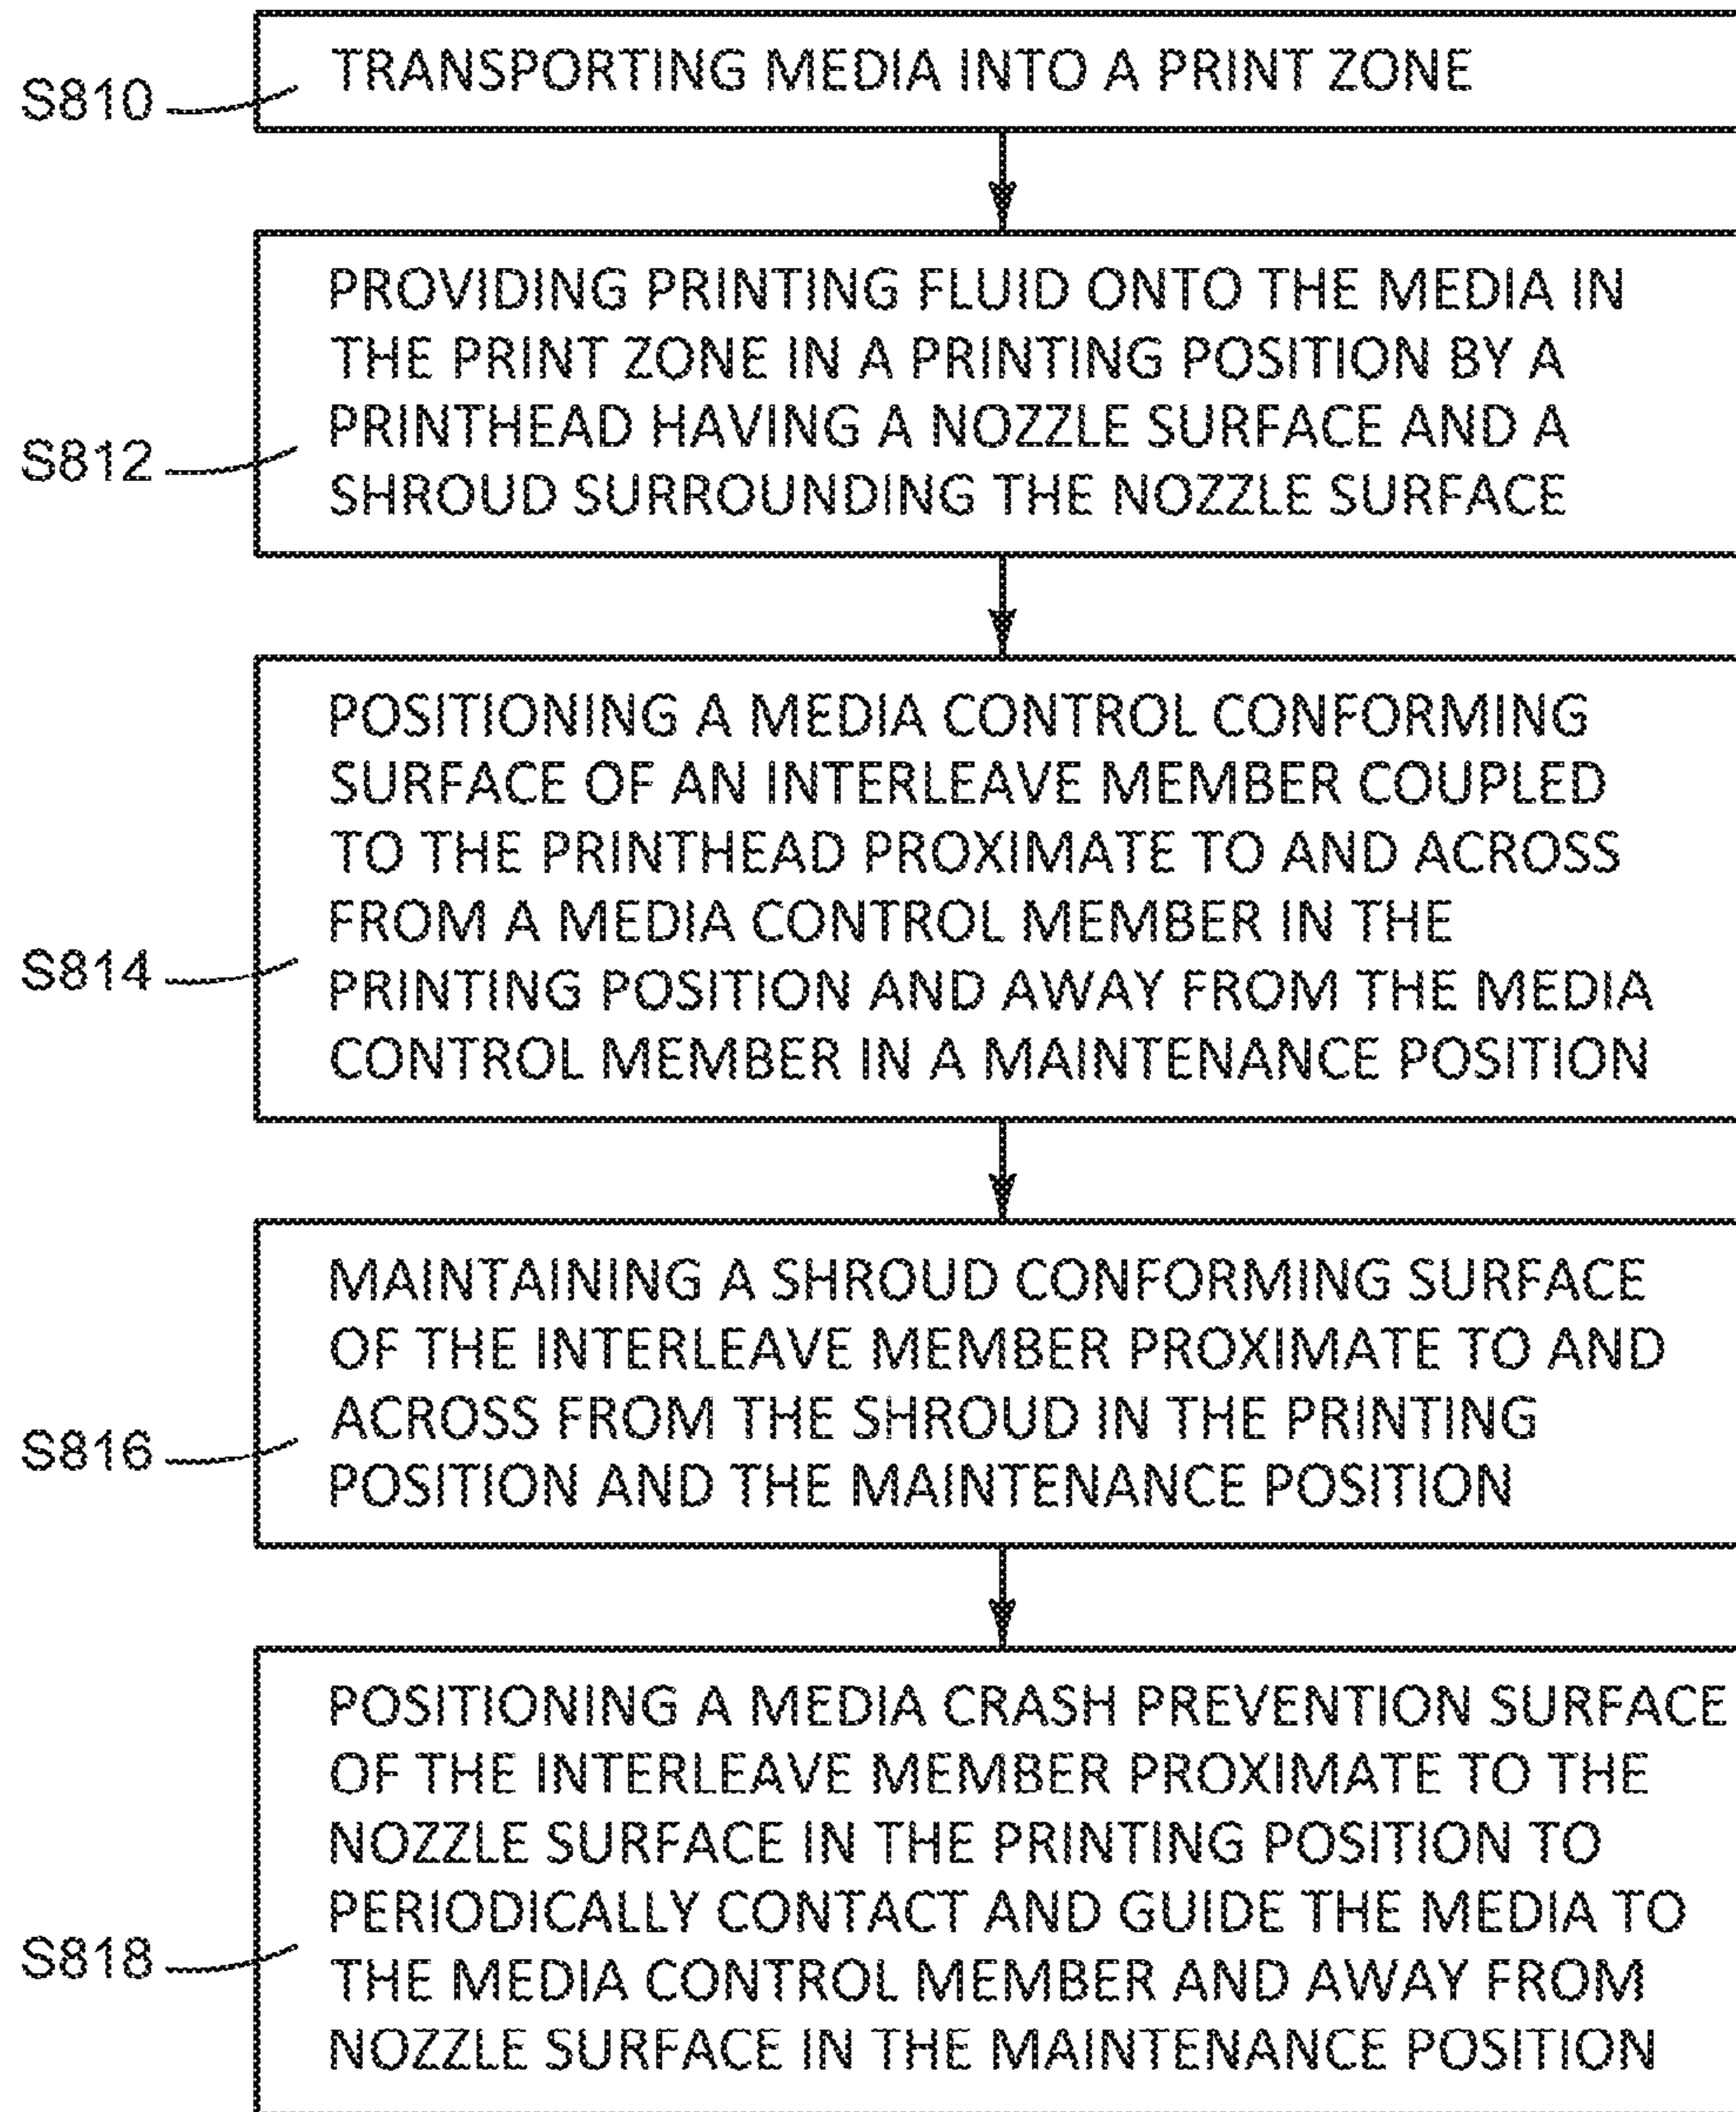 S810
TRANSPORTING MEDIA INTO A PRINT ZONE
S812
PROVIDING PRINTING FLUID ONTO THE MEDIA IN
THE PRINT ZONE IN A PRINTING POSITION BY A
PRINTHEAD HAVING A NOZZLE SURFACE AND A
SHROUD SURROUNDING THE NOZZLE SURFACE
S814
POSITIONING A MEDIA CONTROL CONFORMING
SURFACE OF AN INTERLEAVE MEMBER COUPLED
TO THE PRINTHEAD PROXIMATE TO AND ACROSS
FROM A MEDIA CONTROL MEMBER IN THE
PRINTING POSITION AND AWAY FROM THE MEDIA
CONTROL MEMBER IN A MAINTENANCE POSITION
S816
MAINTAINING A SHROUD CONFORMING SURFACE
OF THE INTERLEAVE MEMBER PROXIMATE TO AND
ACROSS FROM THE SHROUD IN THE PRINTING
POSITION AND THE MAINTENANCE POSITION
S818
POSITIONING A MEDIA CRASH PREVENTION SURFACE
OF THE INTERLEAVE MEMBER PROXIMATE TO THE
NOZZLE SURFACE IN THE PRINTING POSITION TO
PERIODICALLY CONTACT AND GUIDE THE MEDIA TO
THE MEDIA CONTROL MEMBER AND AWAY FROM
NOZZLE SURFACE IN THE MAINTENANCE POSITION